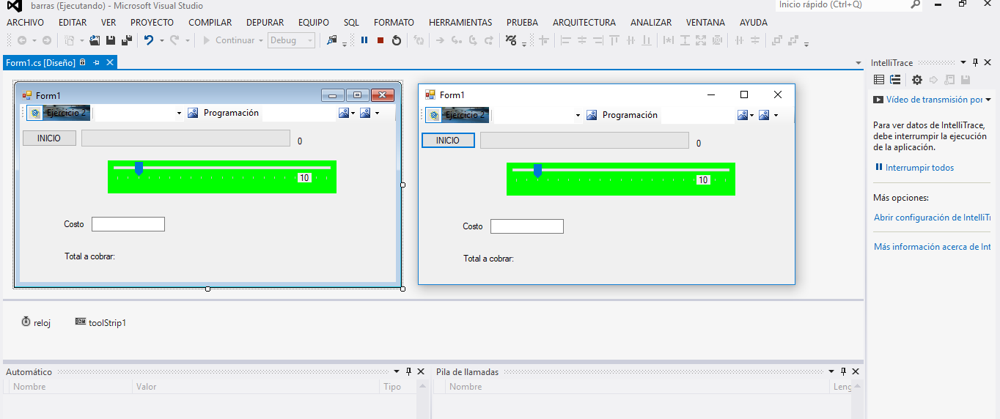 barras (Ejecutando) - Microsoft Visual Studio
Inicio rápido (Ctrl+Q)
ARCHIVO EDITAR VER PROYECTO COMPILAR DEPURAR EQUIPO SQL FORMATO HERRAMIENTAS PRUEBA ARQUITECTURA ANALIZAR VENTANA AYUDA
Continuar Debug
Form1.cs [Diseño]
Form1
Ejercicio 2 Programación
INICIO 0
10
Costo
Total a cobrar:
Form1
Ejercicio 2 Programación
INICIO 0
10
Costo
Total a cobrar:
reloj toolStrip1
Automático
Nombre Valor Tipo
Pila de llamadas
Nombre Leng
IntelliTrace
Vídeo de transmisión por
Para ver datos de IntelliTrace,
debe interrumpir la ejecución
de la aplicación.
Interrumpir todos
Más opciones:
Abrir configuración de IntelliTr
Más información acerca de Int